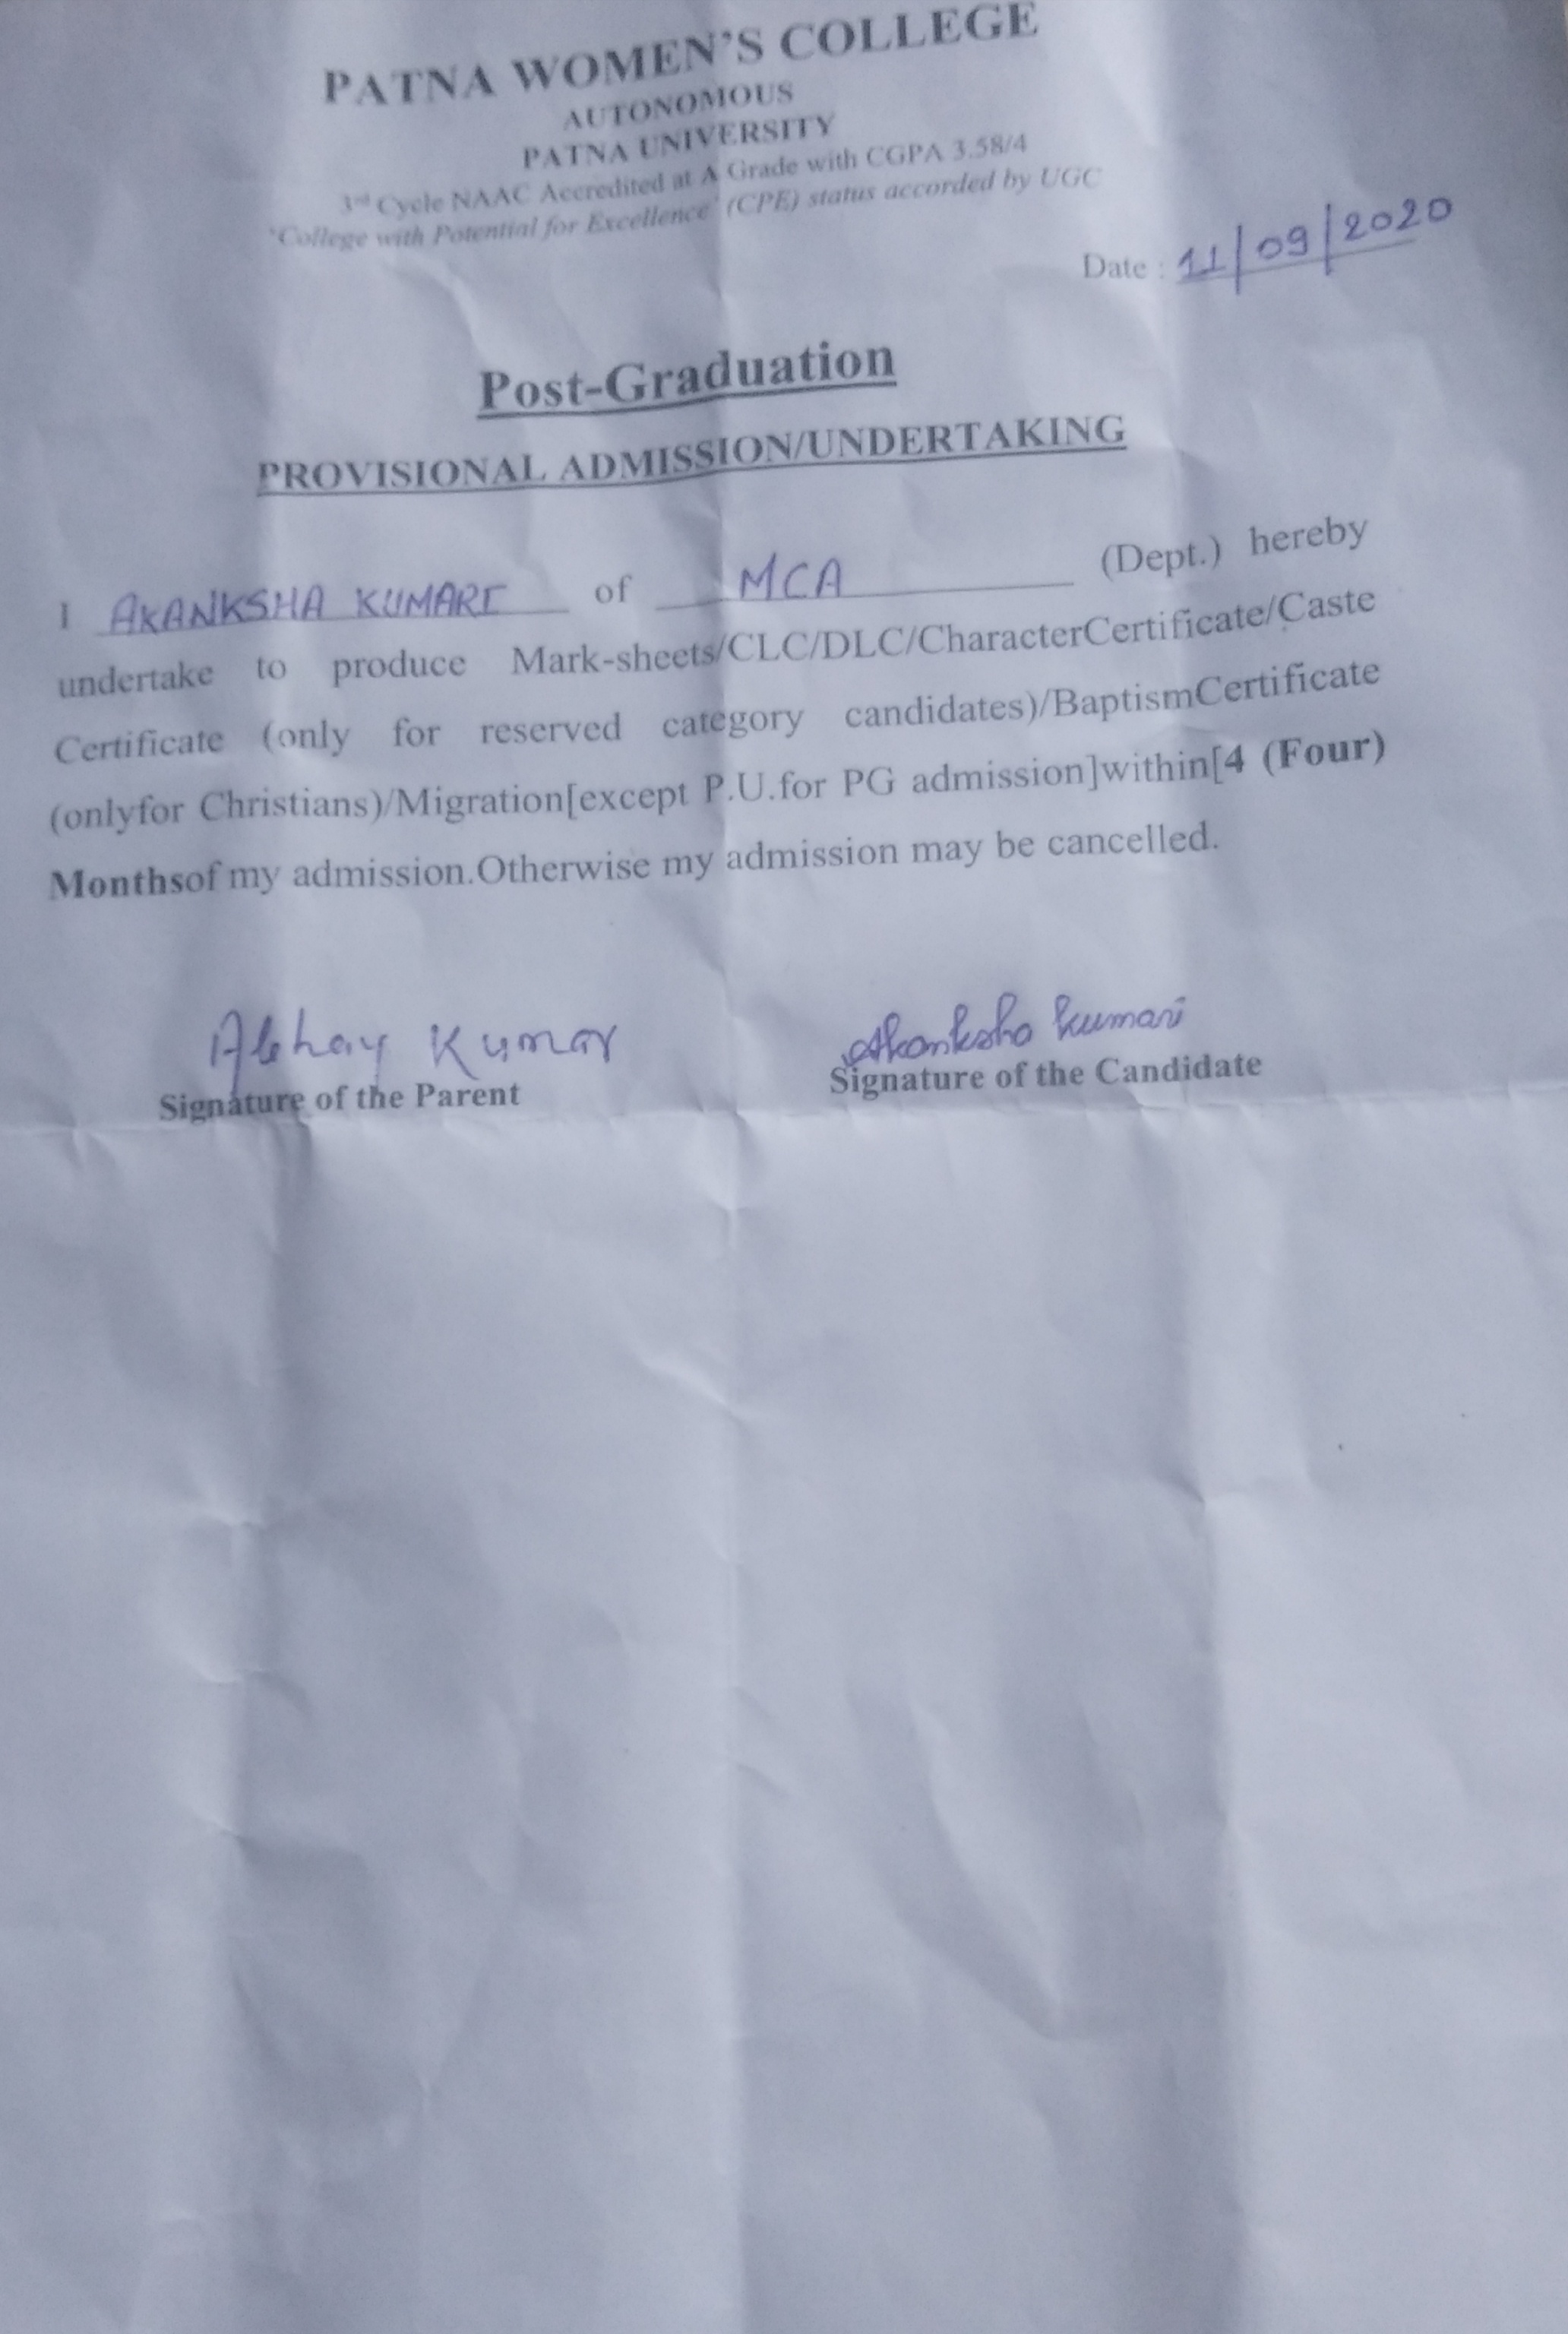 PATNA WOMEN'S COLLEGE
AUTONOMOUS
PATNA UNIVERSITY
3rd Cycle NAAC Accredited at A Grade with CGPA 3.58/4
'College with Potential for Excellence' (CPE) status accorded by UGC
Date : 11/09/2020
Post-Graduation
PROVISIONAL ADMISSION/UNDERTAKING
I AKANKSHA KUMARI of MCA (Dept.) hereby
undertake to produce Mark-sheets/CLC/DLC/CharacterCertificate/Caste
Certificate (only for reserved category candidates)/BaptismCertificate
(onlyfor Christians)/Migration[except P.U.for PG admission]within[4 (Four)
Monthsof my admission.Otherwise my admission may be cancelled.
Abhay Kumar Akanksha Kumari
Signature of the Parent Signature of the Candidate